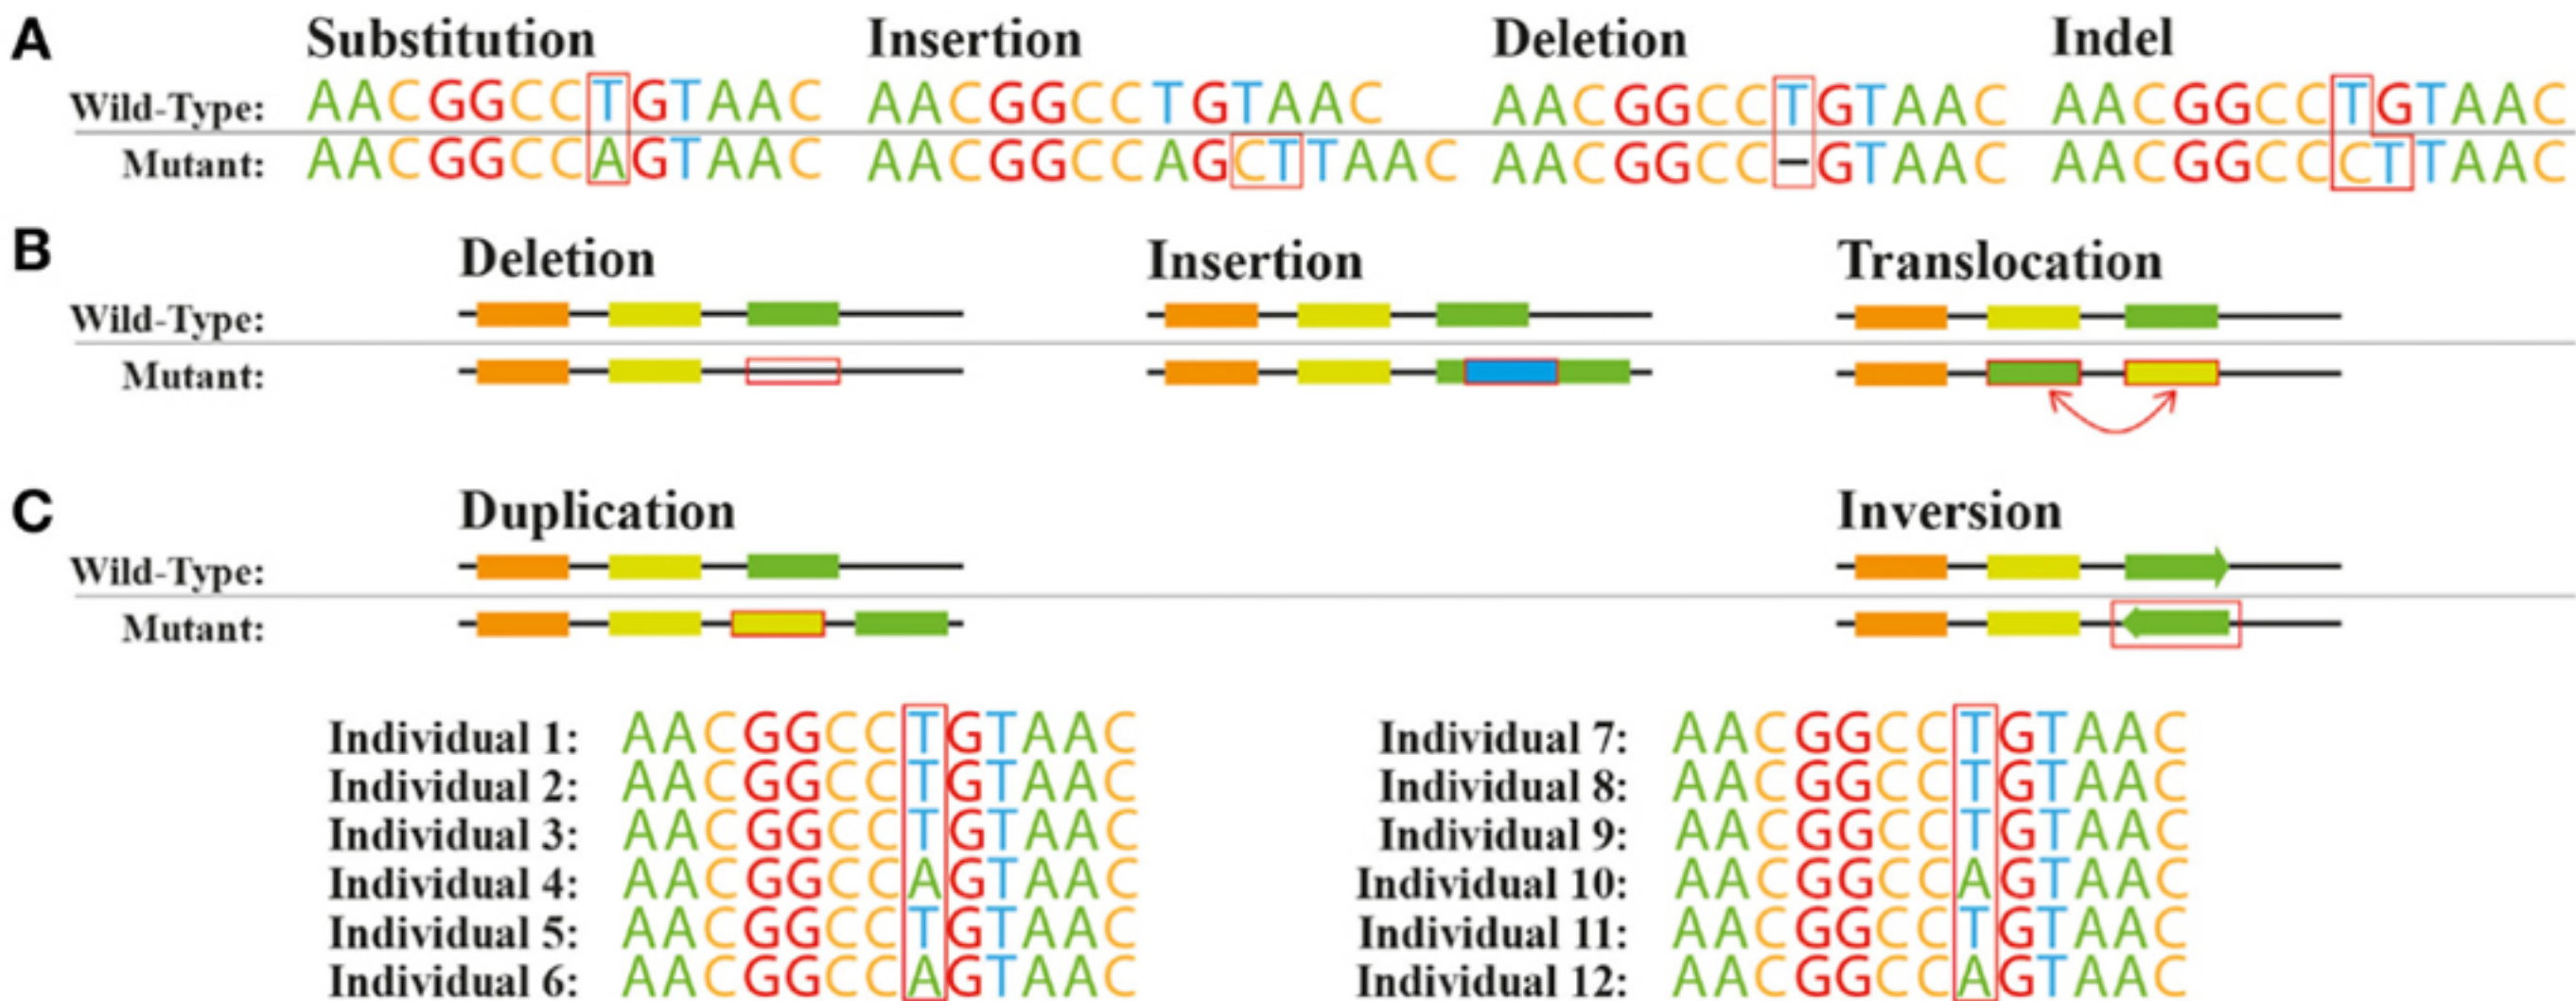 A Substitution Insertion Deletion Indel
Wild-Type: AACGGCCTGTAAC AACGGCCTGTAAC AACGGCCTGTAAC AACGGCCTGTAAC
Mutant: AACGGCCAGTAAC AACGGCCAGCTTAAC AACGGCC–GTAAC AACGGCCCTTAAC
B Deletion Insertion Translocation
Wild-Type:
Mutant:
C Duplication Inversion
Wild-Type:
Mutant:
Individual 1: AACGGCCTGTAAC
Individual 2: AACGGCCTGTAAC
Individual 3: AACGGCCTGTAAC
Individual 4: AACGGCCAGTAAC
Individual 5: AACGGCCTGTAAC
Individual 6: AACGGCCAGTAAC
Individual 7: AACGGCCTGTAAC
Individual 8: AACGGCCTGTAAC
Individual 9: AACGGCCTGTAAC
Individual 10: AACGGCCAGTAAC
Individual 11: AACGGCCTGTAAC
Individual 12: AACGGCCAGTAAC